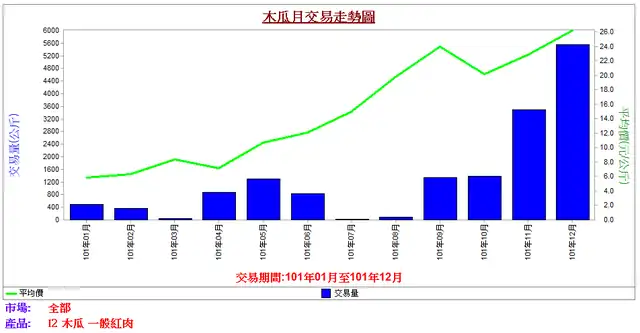 木瓜月交易走勢圖
交易量(公斤)
6000
5600
5200
4800
4400
4000
3600
3200
2800
2400
2000
1600
1200
800
400
0
26.0
24.0
22.0
20.0
18.0
16.0
14.0
12.0
10.0
8.0
6.0
4.0
2.0
0.0
平均價(元/公斤)
101年01月
101年02月
101年03月
101年04月
101年05月
101年06月
101年07月
101年08月
101年09月
101年10月
101年11月
101年12月
交易期間:101年01月至101年12月
平均價 交易量
市場: 全部
產品: I2 木瓜 一般紅肉